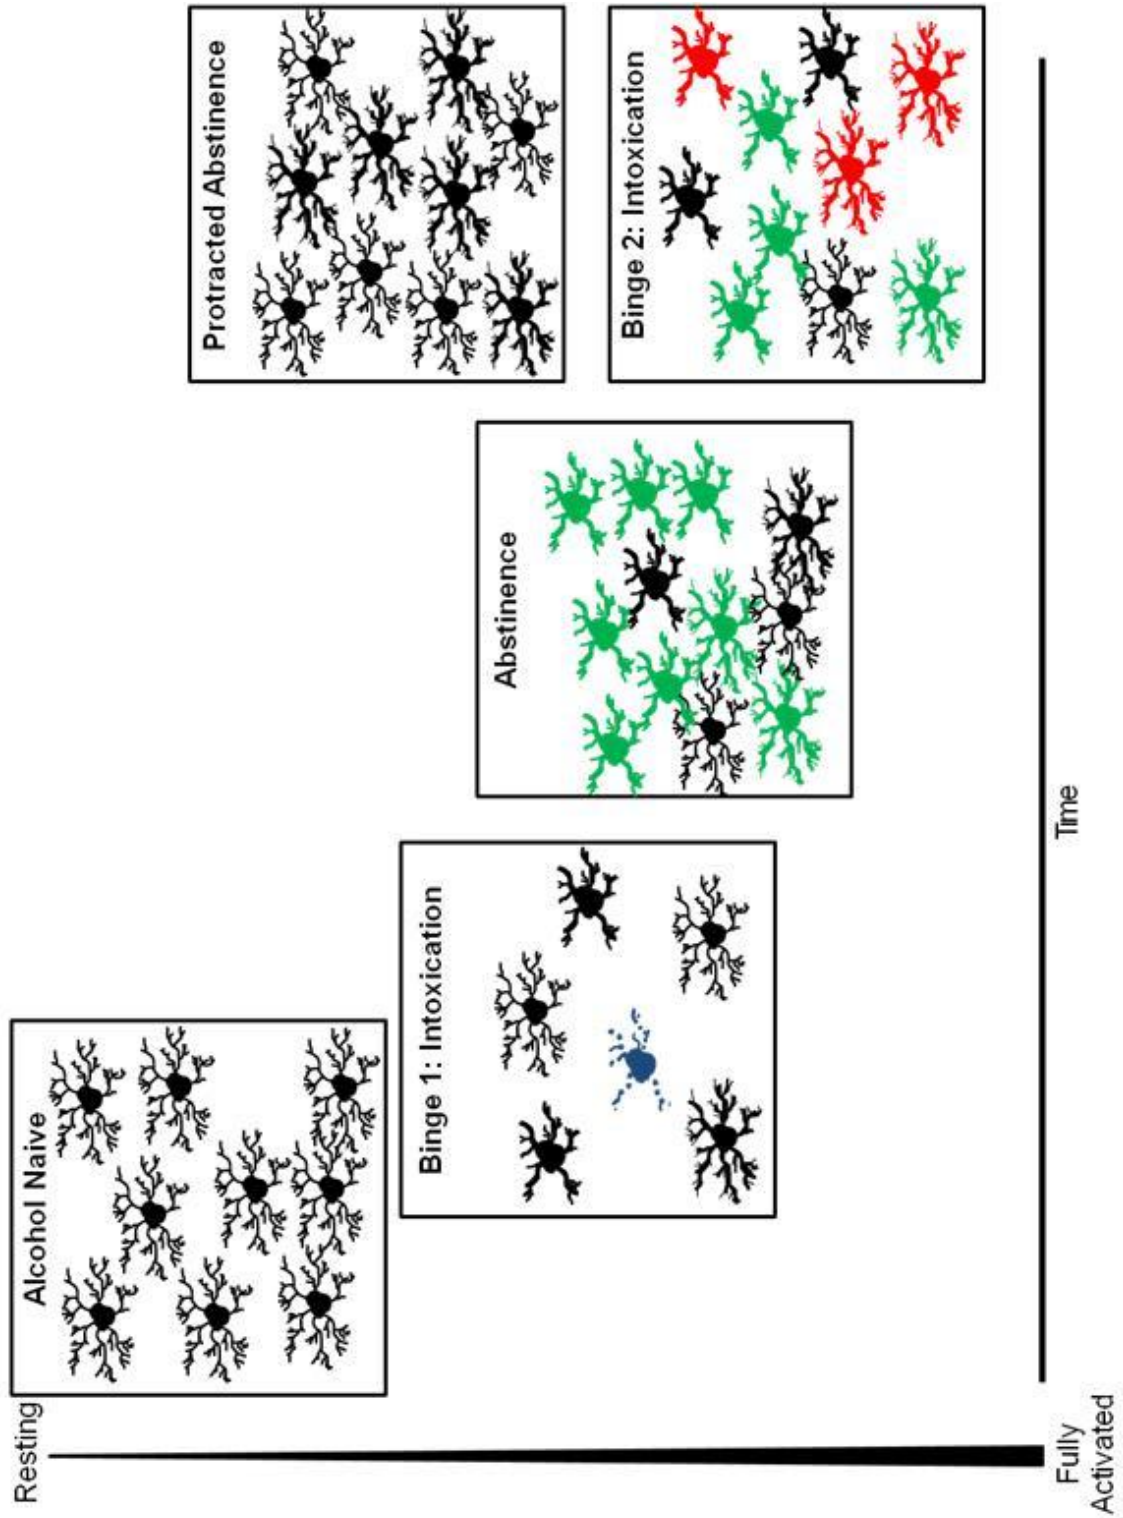 Resting
Alcohol Naive
Binge 1: Intoxication
Abstinence
Protracted Abstinence
Binge 2: Intoxication
Fully
Activated
Time